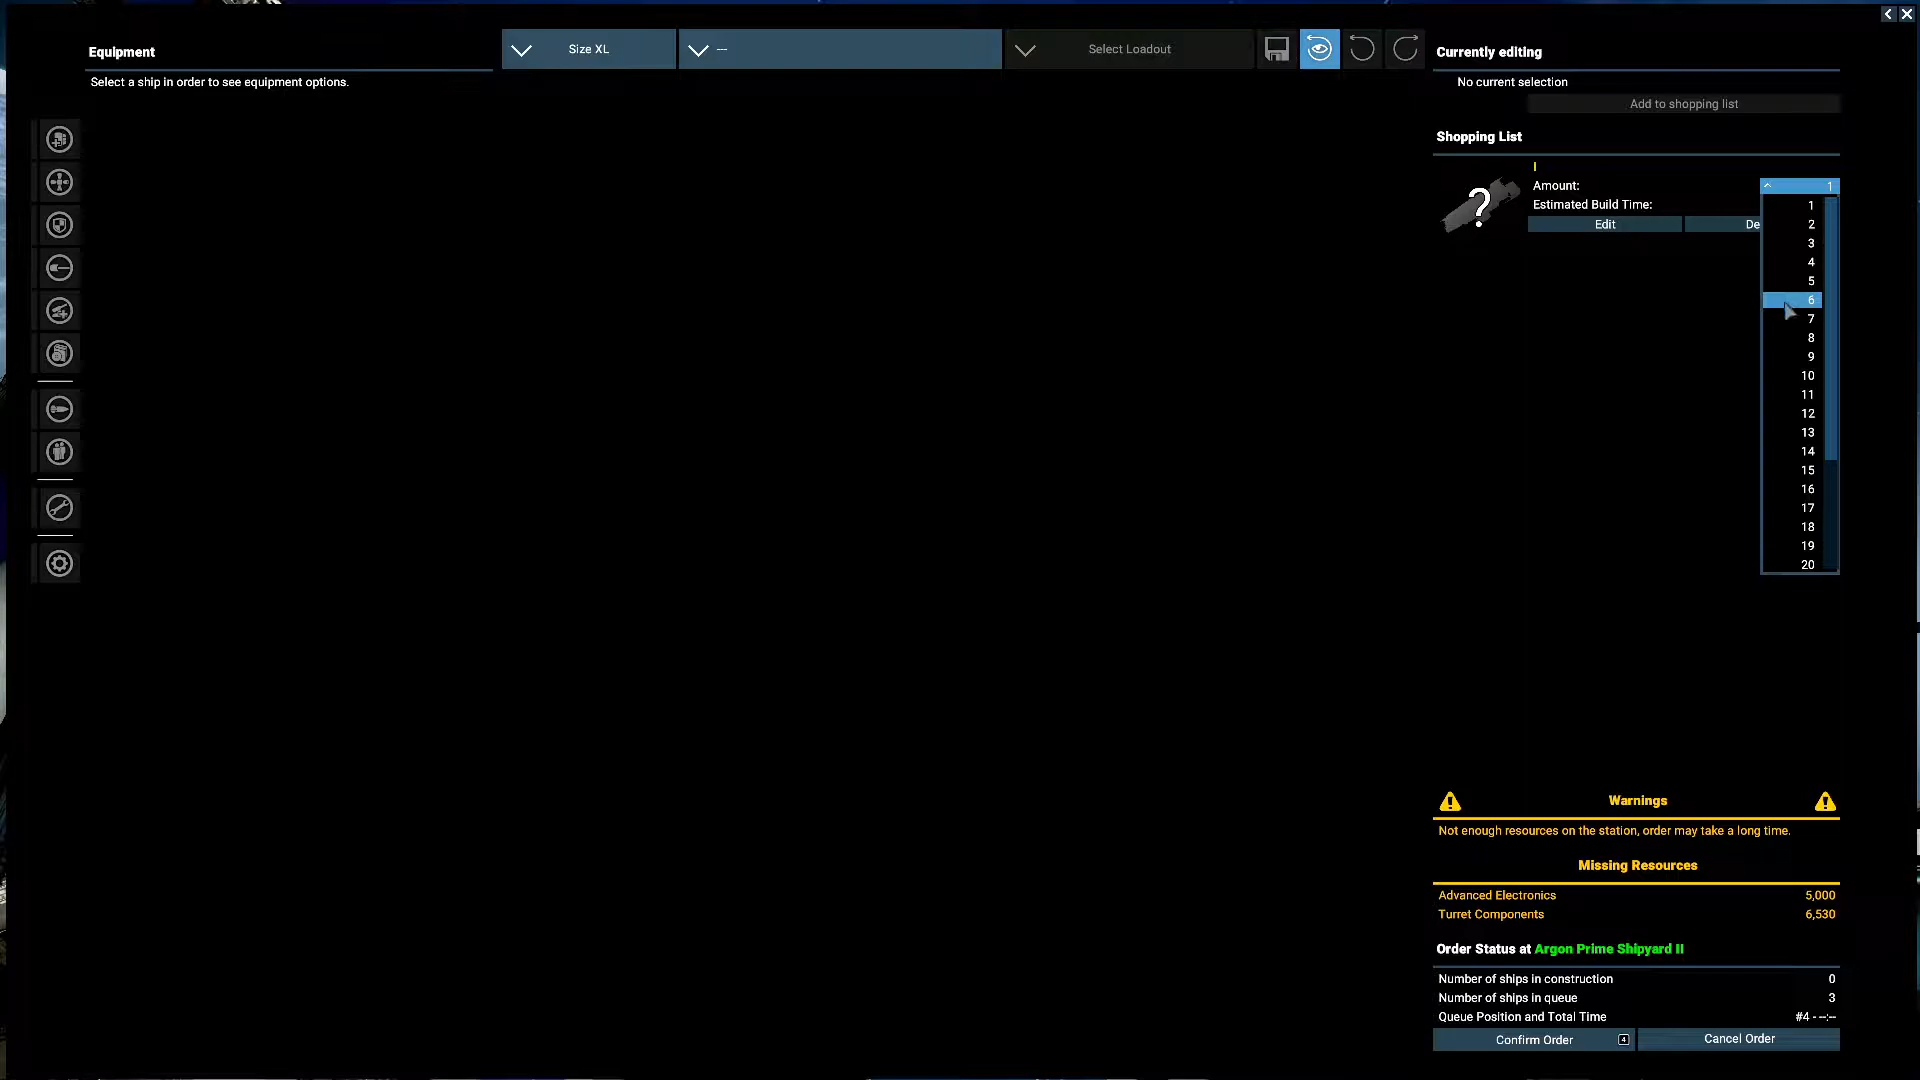 Equipment
Size XL
---
Select Loadout
Currently editing
Select a ship in order to see equipment options.
No current selection
Add to shopping list
Shopping List
?
Amount:
1
Estimated Build Time:
Edit
De
1
2
3
4
5
6
7
8
9
10
11
12
13
14
15
16
17
18
19
20
Warnings
Not enough resources on the station, order may take a long time.
Missing Resources
Advanced Electronics 5,000
Turret Components 6,530
Order Status at Argon Prime Shipyard II
Number of ships in construction 0
Number of ships in queue 3
Queue Position and Total Time #4 - --:--
Confirm Order 4
Cancel Order